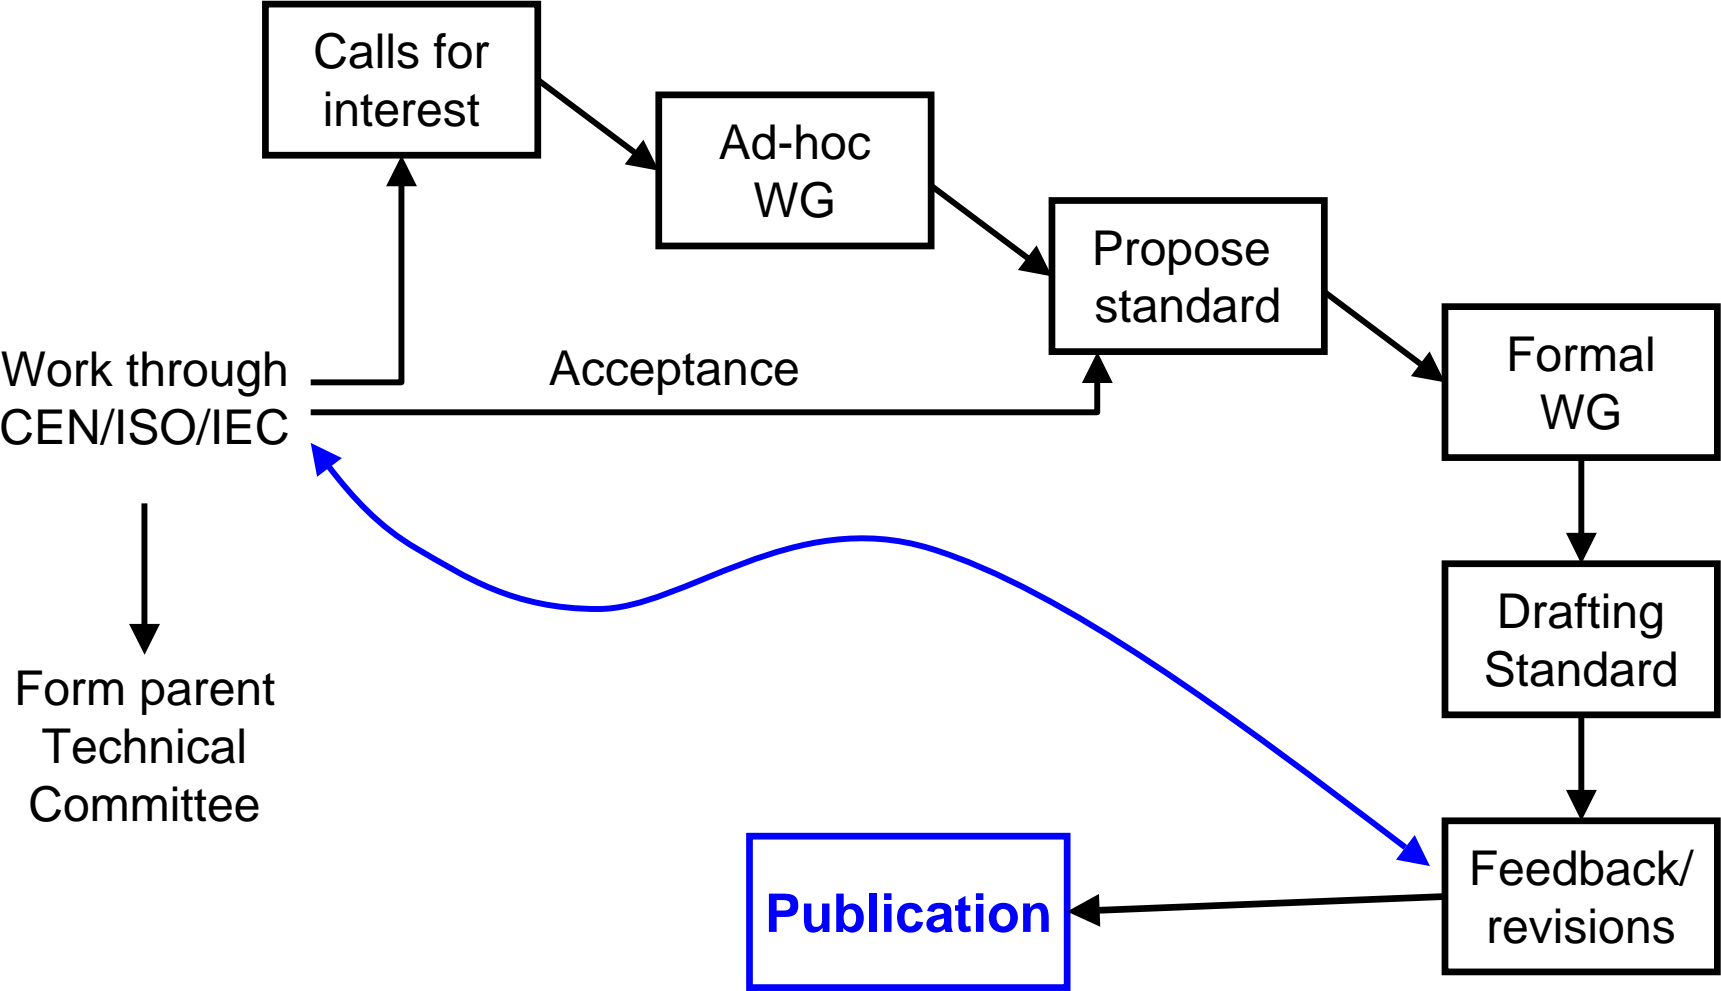 Calls for
interest
Ad-hoc
WG
Propose
standard
Formal
WG
Work through
CEN/ISO/IEC
Acceptance
Drafting
Standard
Form parent
Technical
Committee
Feedback/
revisions
Publication